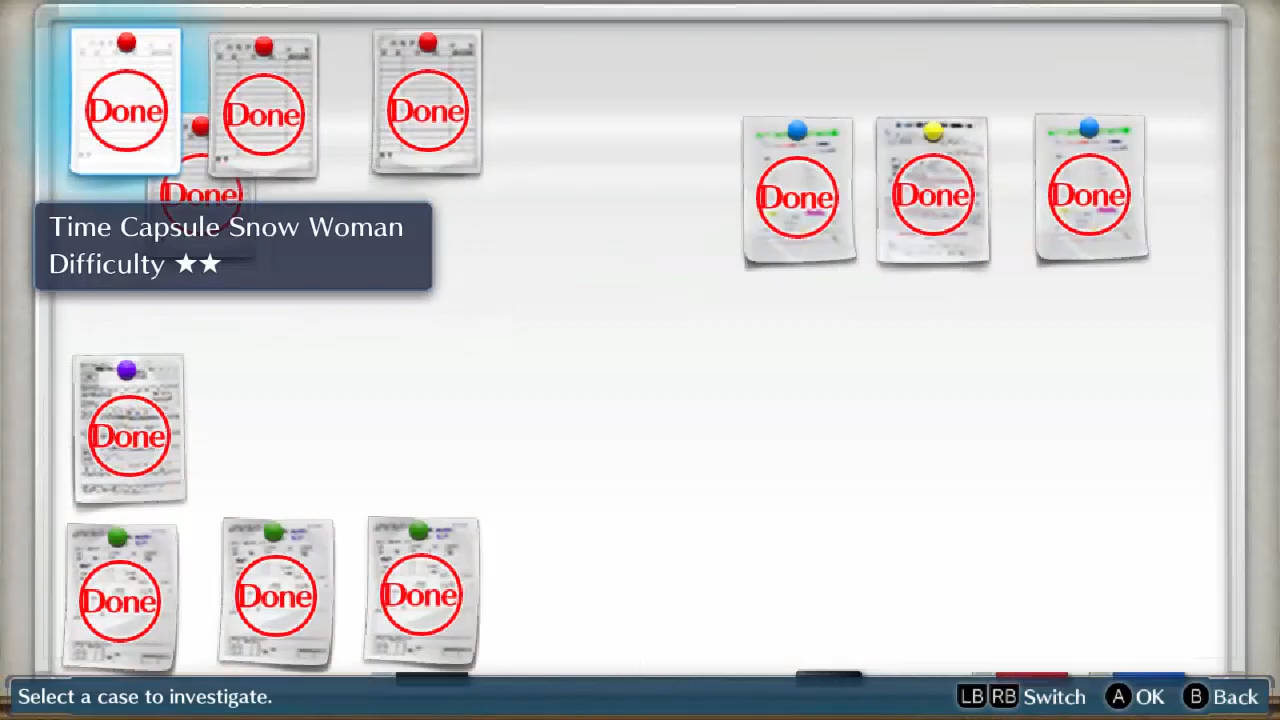 Done
Done
Done
Done
Done
Done
Done
Time Capsule Snow Woman
Difficulty ★★
Done
Done
Done
Done
Select a case to investigate.
LB RB Switch A OK B Back